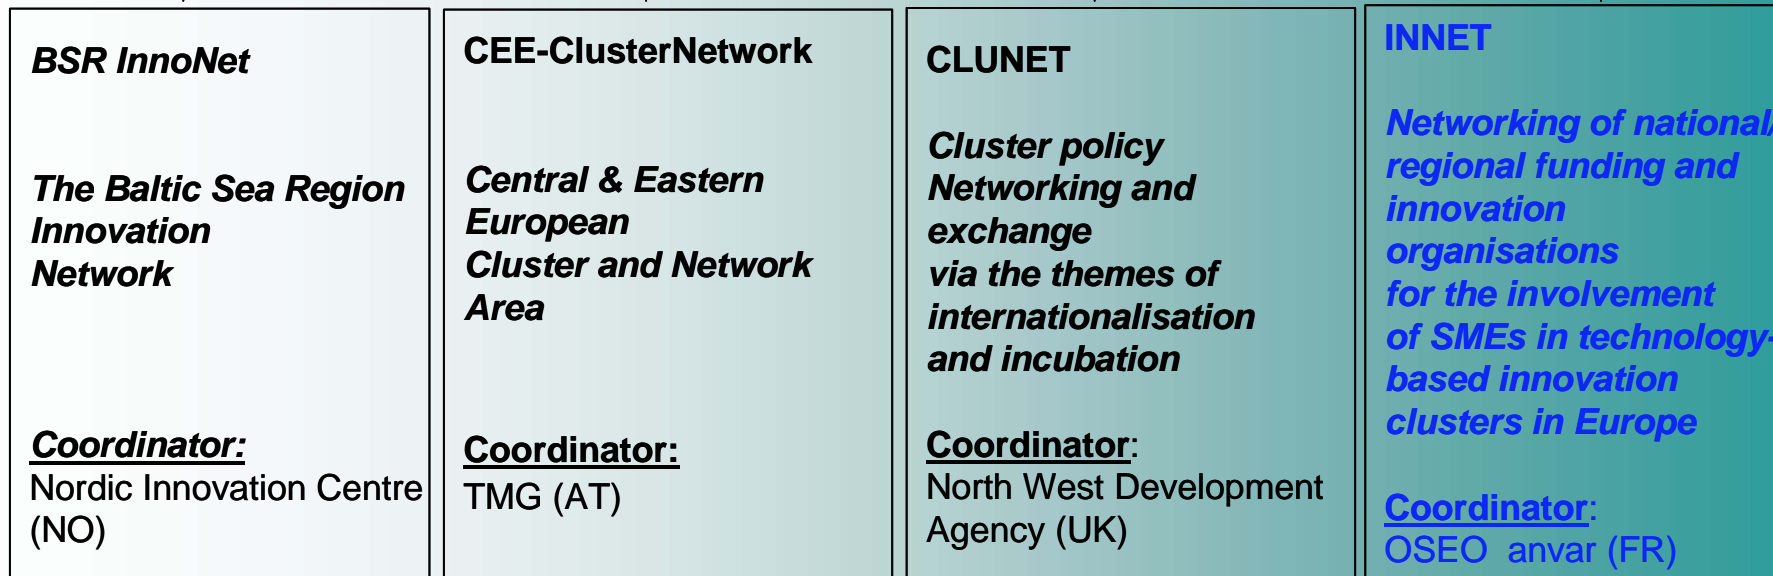 BSR InnoNet
The Baltic Sea Region
Innovation
Network
Coordinator:
Nordic Innovation Centre
(NO)
CEE-ClusterNetwork
Central & Eastern
European
Cluster and Network
Area
Coordinator:
TMG (AT)
CLUNET
Cluster policy
Networking and
exchange
via the themes of
internationalisation
and incubation
Coordinator:
North West Development
Agency (UK)
INNET
Networking of national/
regional funding and
innovation
organisations
for the involvement
of SMEs in technology-
based innovation
clusters in Europe
Coordinator:
OSEO anvar (FR)